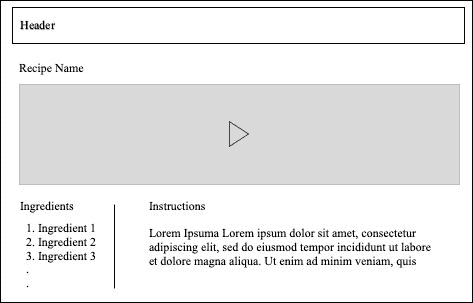 Header
Recipe Name
Ingredients
1. Ingredient 1
2. Ingredient 2
3. Ingredient 3
.
.
Instructions
Lorem Ipsuma Lorem ipsum dolor sit amet, consectetur
adipiscing elit, sed do eiusmod tempor incididunt ut labore
et dolore magna aliqua. Ut enim ad minim veniam, quis